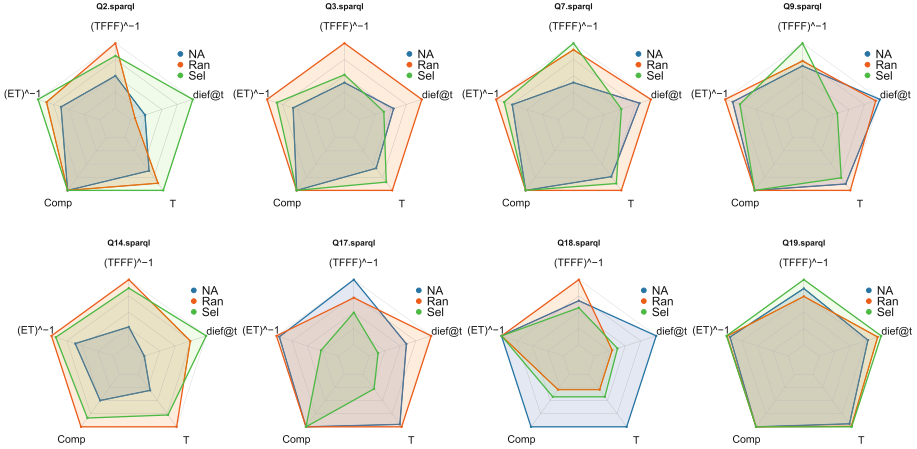 Q2.sparql
(TFFF)^−1
NA
Ran
Sel
(ET)^−1
dief@t
Comp
T
Q3.sparql
(TFFF)^−1
NA
Ran
Sel
(ET)^−1
dief@t
Comp
T
Q7.sparql
(TFFF)^−1
NA
Ran
Sel
(ET)^−1
dief@t
Comp
T
Q9.sparql
(TFFF)^−1
NA
Ran
Sel
(ET)^−1
dief@t
Comp
T
Q14.sparql
(TFFF)^−1
NA
Ran
Sel
(ET)^−1
dief@t
Comp
T
Q17.sparql
(TFFF)^−1
NA
Ran
Sel
(ET)^−1
dief@t
Comp
T
Q18.sparql
(TFFF)^−1
NA
Ran
Sel
(ET)^−1
dief@t
Comp
T
Q19.sparql
(TFFF)^−1
NA
Ran
Sel
(ET)^−1
dief@t
Comp
T